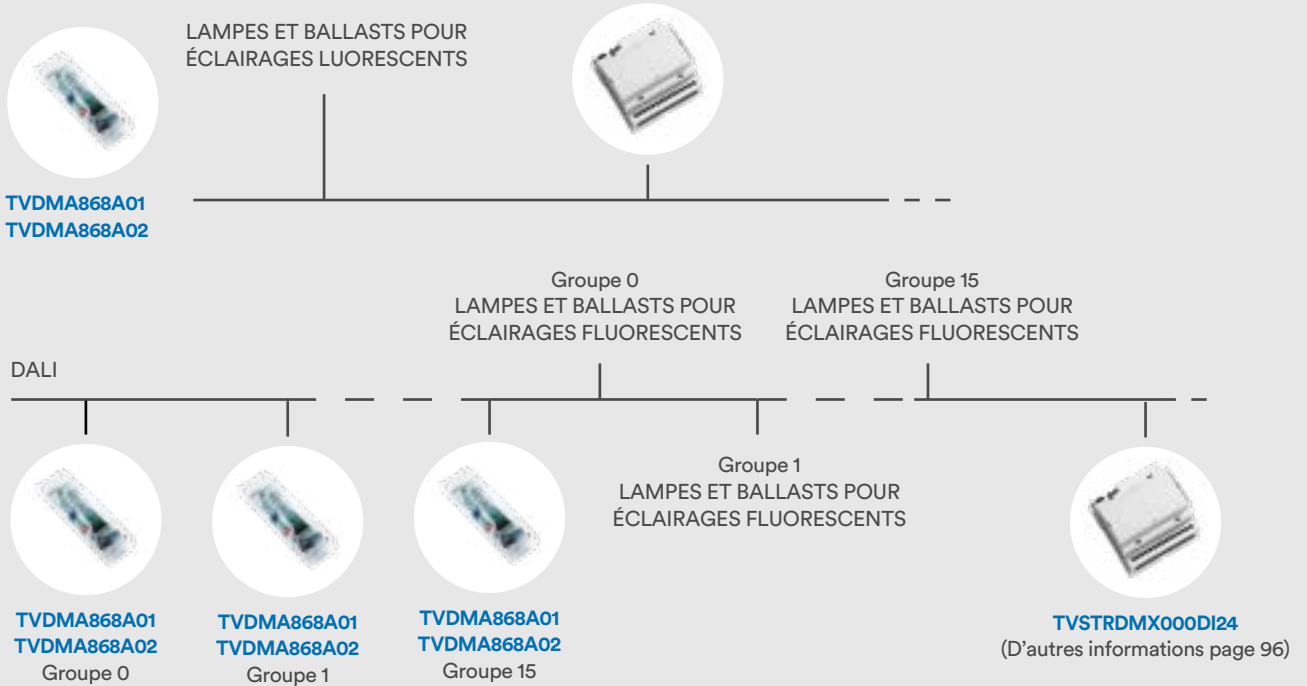 LAMPES ET BALLASTS POUR
ÉCLAIRAGES LUORESCENTS
TVDMA868A01
TVDMA868A02
Groupe 0
LAMPES ET BALLASTS POUR
ÉCLAIRAGES FLUORESCENTS
Groupe 15
LAMPES ET BALLASTS POUR
ÉCLAIRAGES FLUORESCENTS
DALI
Groupe 1
LAMPES ET BALLASTS POUR
ÉCLAIRAGES FLUORESCENTS
TVDMA868A01
TVDMA868A02
Groupe 0
TVDMA868A01
TVDMA868A02
Groupe 1
TVDMA868A01
TVDMA868A02
Groupe 15
TVSTRDMX000DI24
(D'autres informations page 96)